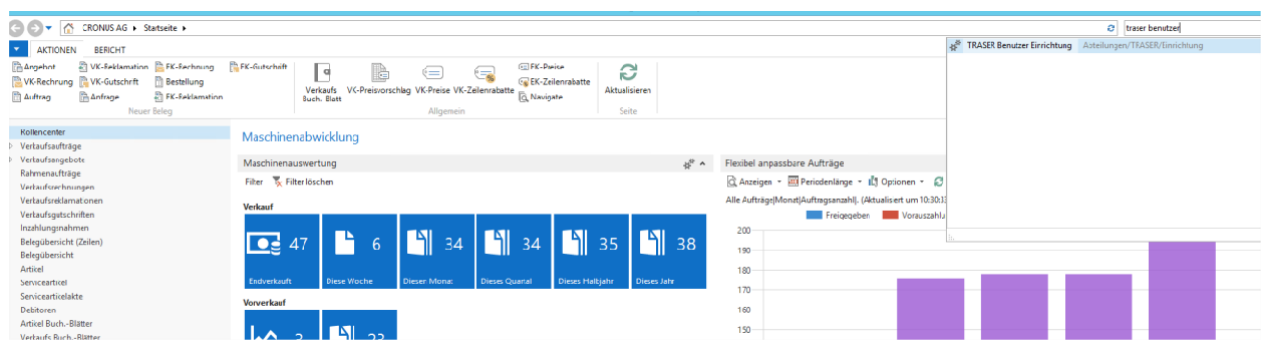 CRONUS AG ▸ Startseite ▸
traser benutzer
TRASER Benutzer Einrichtung Abteilungen/TRASER/Einrichtung
AKTIONEN BERICHT
Angebot VK-Reklamation EK-Rechnung EK-Gutschrift
VK-Rechnung VK-Gutschrift Bestellung
Auftrag Anfrage EK-Reklamation
Neuer Beleg
Verkaufs Buch. Blatt
VK-Preisvorschlag VK-Preise VK-Zeilenrabatte
EK-Preise
EK-Zeilenrabatte
Navigate
Allgemein
Aktualisieren
Seite
Rollencenter
Verkaufsaufträge
Verkaufsangebote
Rahmenaufträge
Verkaufsrechnungen
Verkaufsreklamationen
Verkaufsgutschriften
Inzahlungnahmen
Belegübersicht (Zeilen)
Belegübersicht
Artikel
Serviceartikel
Serviceartikelakte
Debitoren
Artikel Buch.-Blätter
Verkaufs Buch.-Blätter
Maschinenabwicklung
Maschinenauswertung
Filter Filter löschen
Verkauf
47 6 34 34 35 38
Endverkauft Diese Woche Dieser Monat Dieses Quartal Dieses Halbjahr Dieses Jahr
Vorverkauf
3 23
Flexibel anpassbare Aufträge
Anzeigen Periodenlänge Optionen
Alle Aufträge|Monat|Auftragsanzahl|. (Aktualisiert um 10:30:13
Freigegeben Vorauszahlu
200
190
180
170
160
150